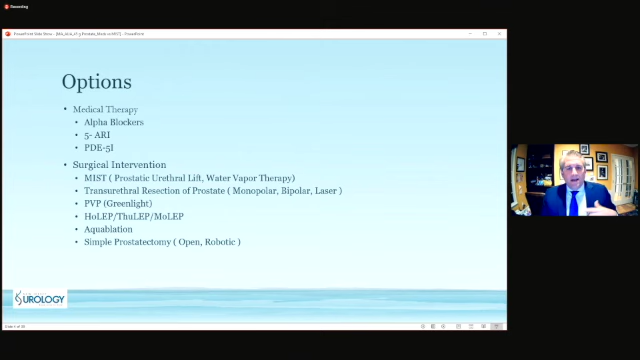 Recording
Options
• Medical Therapy
• Alpha Blockers
• 5- ARI
• PDE-5I
• Surgical Intervention
• MIST ( Prostatic Urethral Lift, Water Vapor Therapy)
• Transurethral Resection of Prostate ( Monopolar, Bipolar, Laser )
• PVP (Greenlight)
• HoLEP/ThuLEP/MoLEP
• Aquablation
• Simple Prostatectomy ( Open, Robotic )
UROLOGY